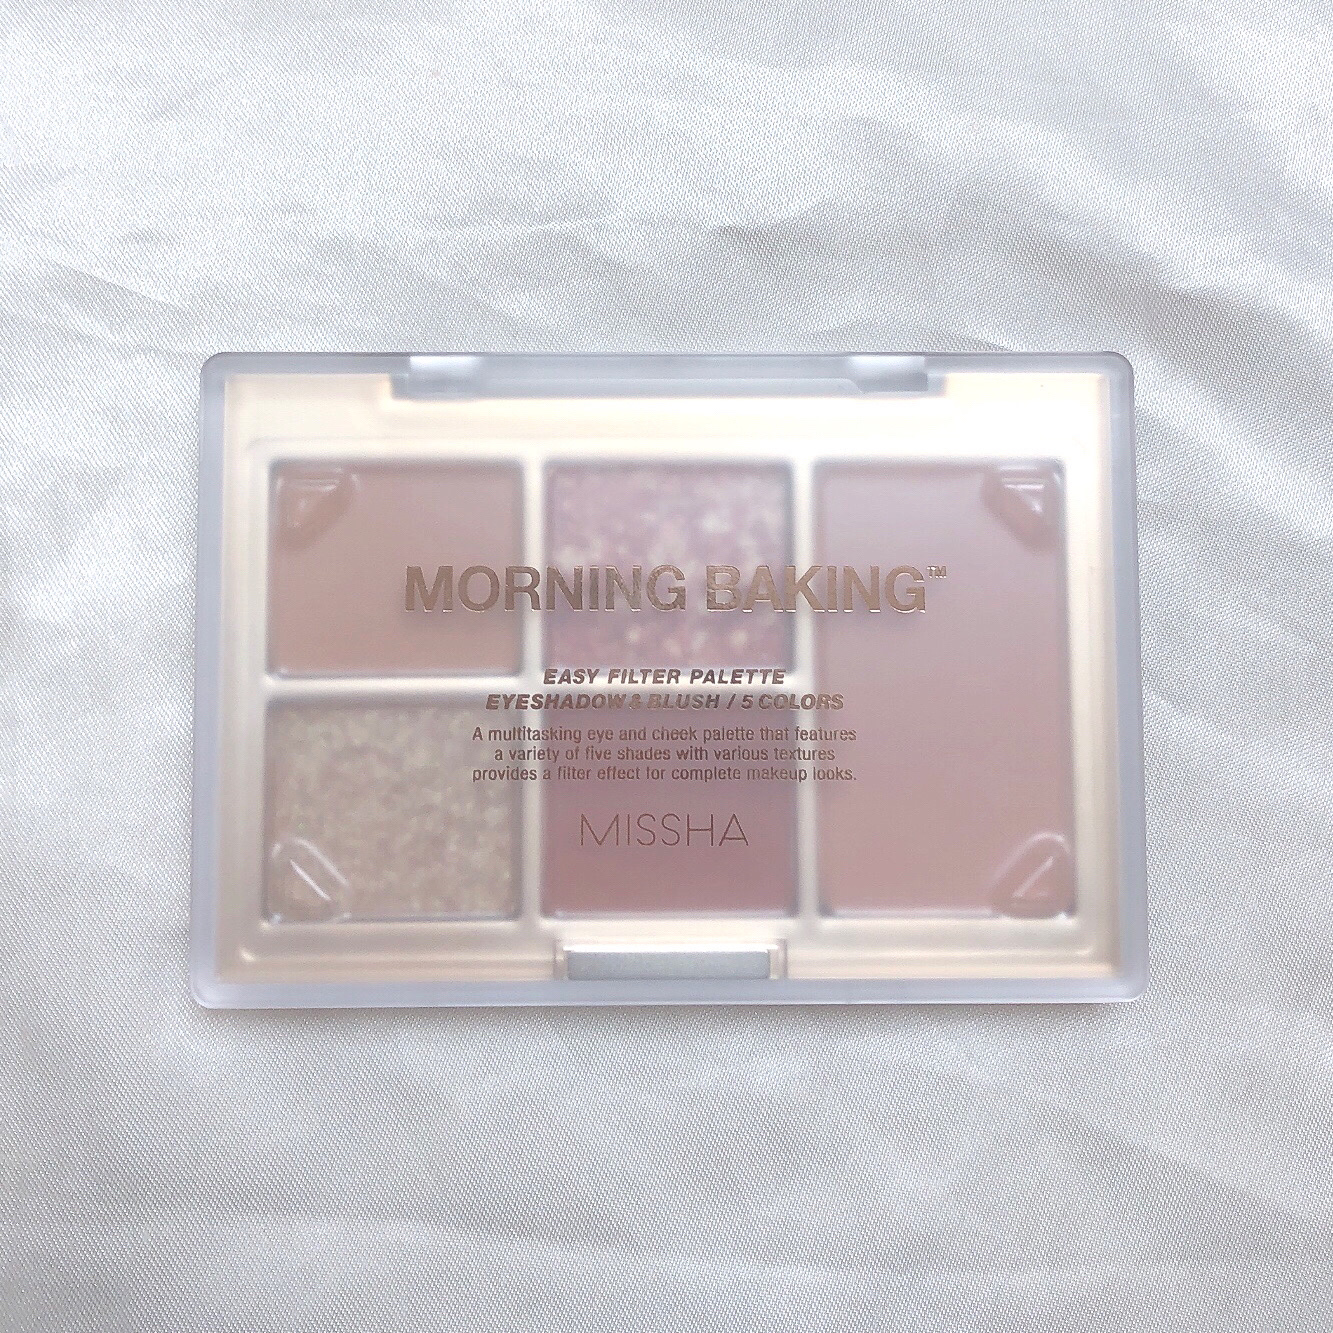 MORNING BAKING™
EASY FILTER PALETTE
EYESHADOW & BLUSH / 5 COLORS
A multitasking eye and cheek palette that features
a variety of five shades with various textures
provides a filter effect for complete makeup looks.
MISSHA